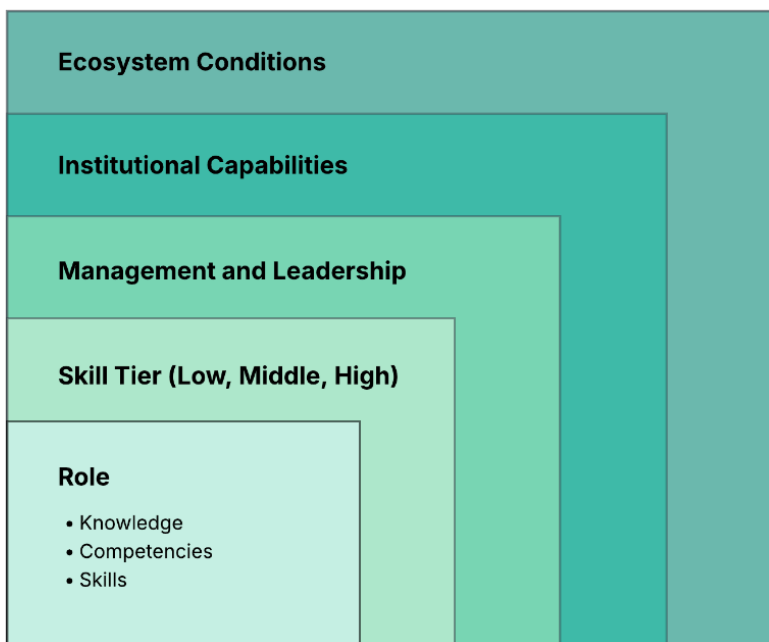 Ecosystem Conditions
Institutional Capabilities
Management and Leadership
Skill Tier (Low, Middle, High)
Role
• Knowledge
• Competencies
• Skills